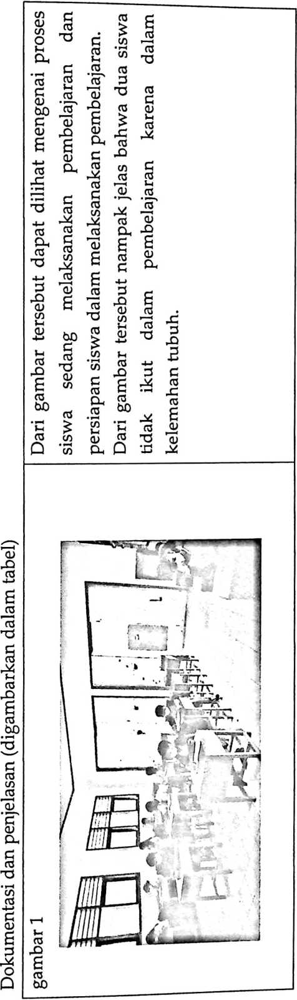 Dokumentasi dan penjelasan (digambarkan dalam tabel)
gambar 1
Dari gambar tersebut dapat dilihat mengenai proses
siswa sedang melaksanakan pembelajaran dan
persiapan siswa dalam melaksanakan pembelajaran.
Dari gambar tersebut nampak jelas bahwa dua siswa
tidak ikut dalam pembelajaran karena dalam
kelemahan tubuh.